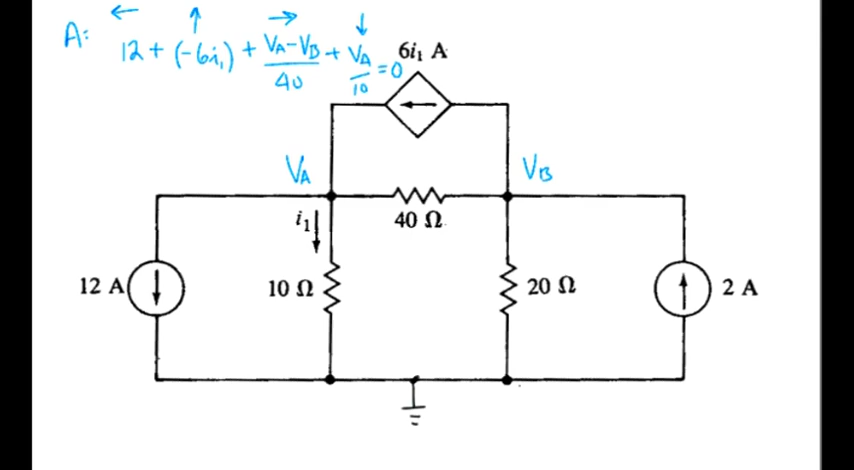 A: 12 + (-6i₁) + VA-VB/40 + VA/10 = 0
6i₁ A
VA
VB
i₁
40 Ω
12 A
10 Ω
20 Ω
2 A